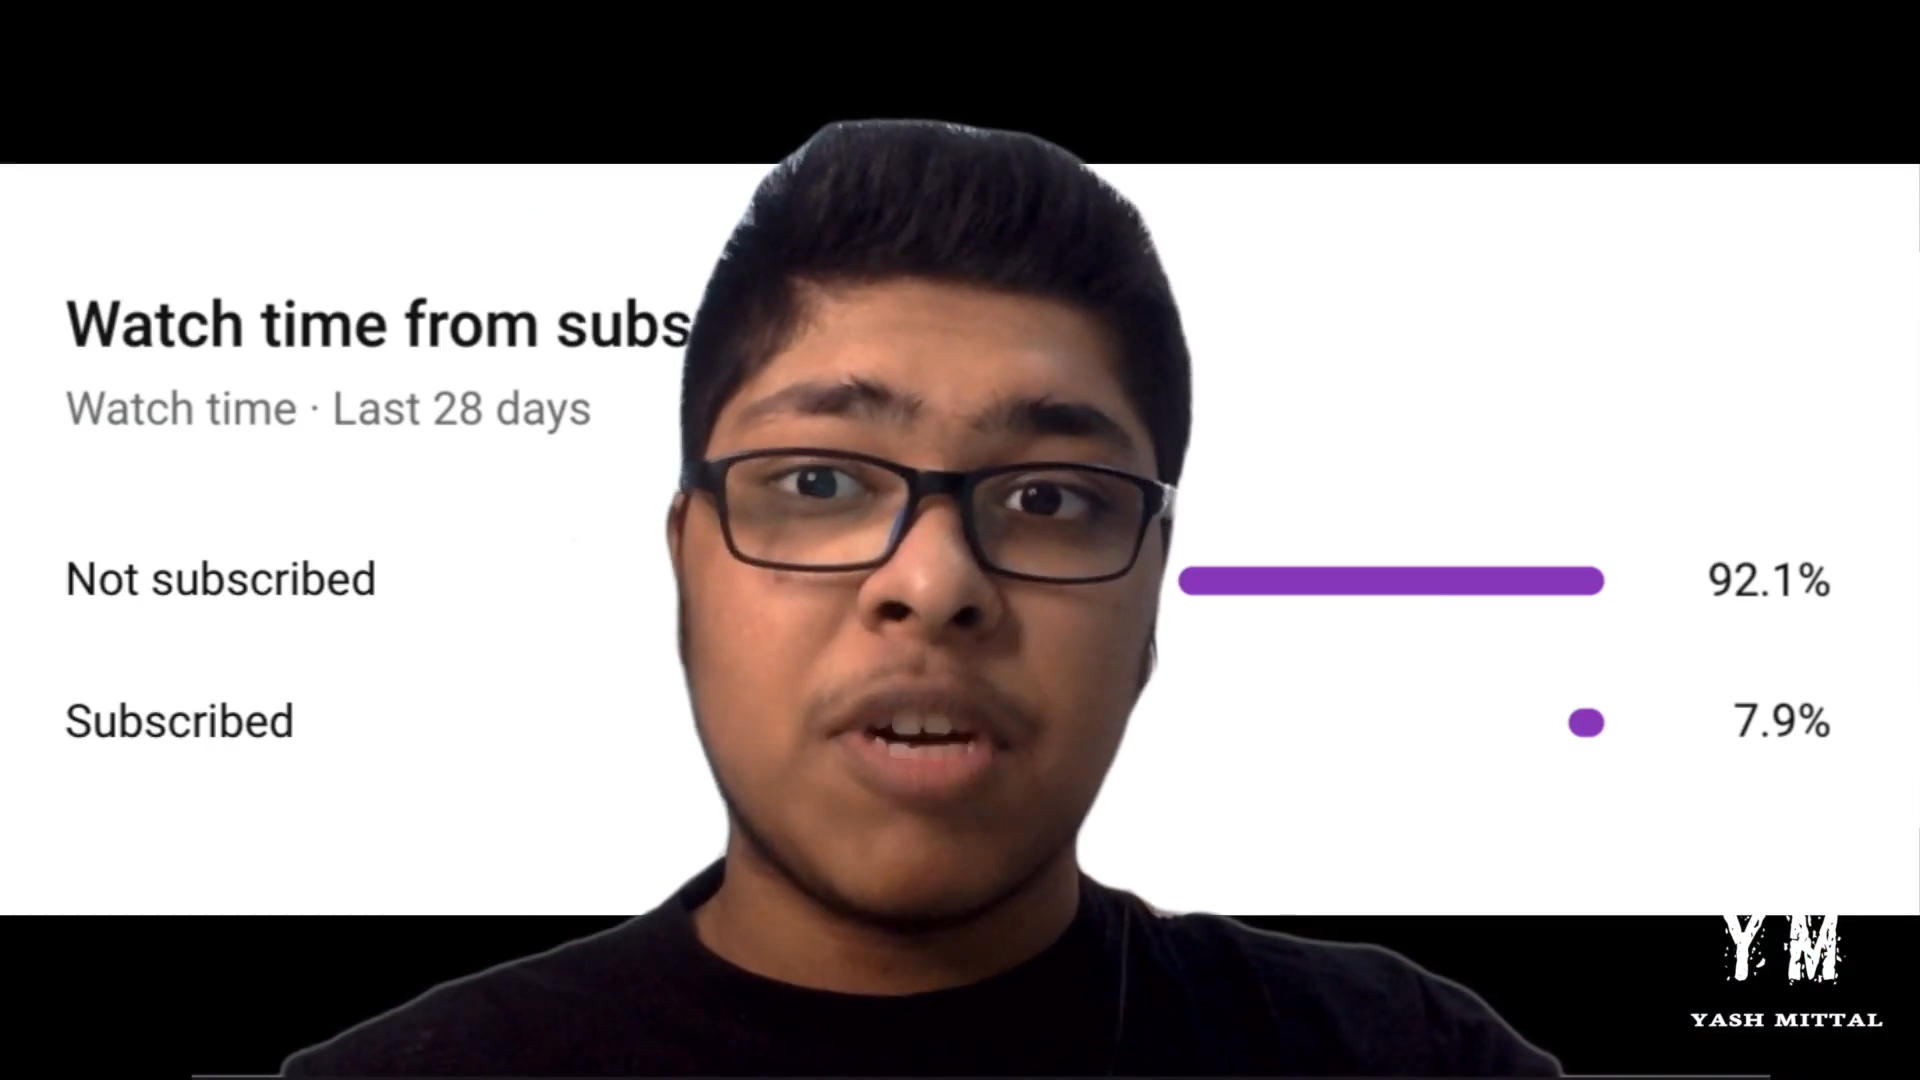 Watch time from subs
Watch time · Last 28 days
Not subscribed
92.1%
Subscribed
7.9%
YM
YASH MITTAL